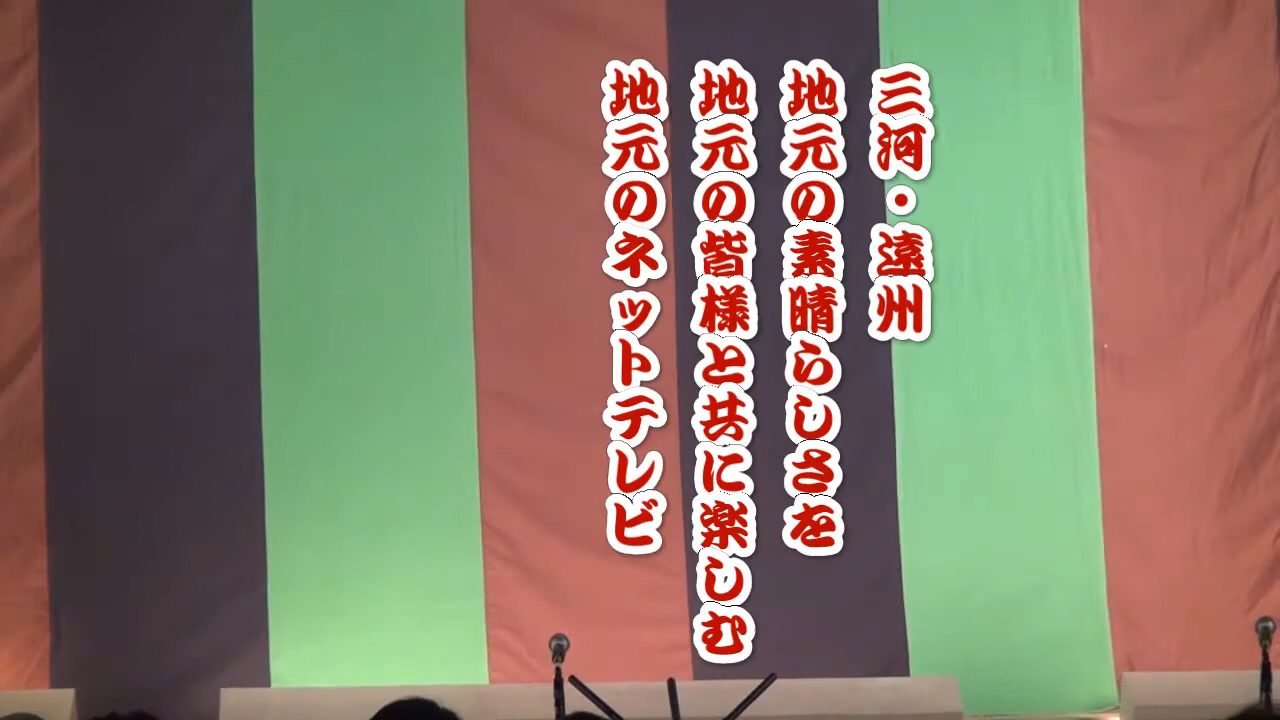 三河・遠州
地元の素晴らしさを
地元の皆様と共に楽しむ
地元のネットテレビ